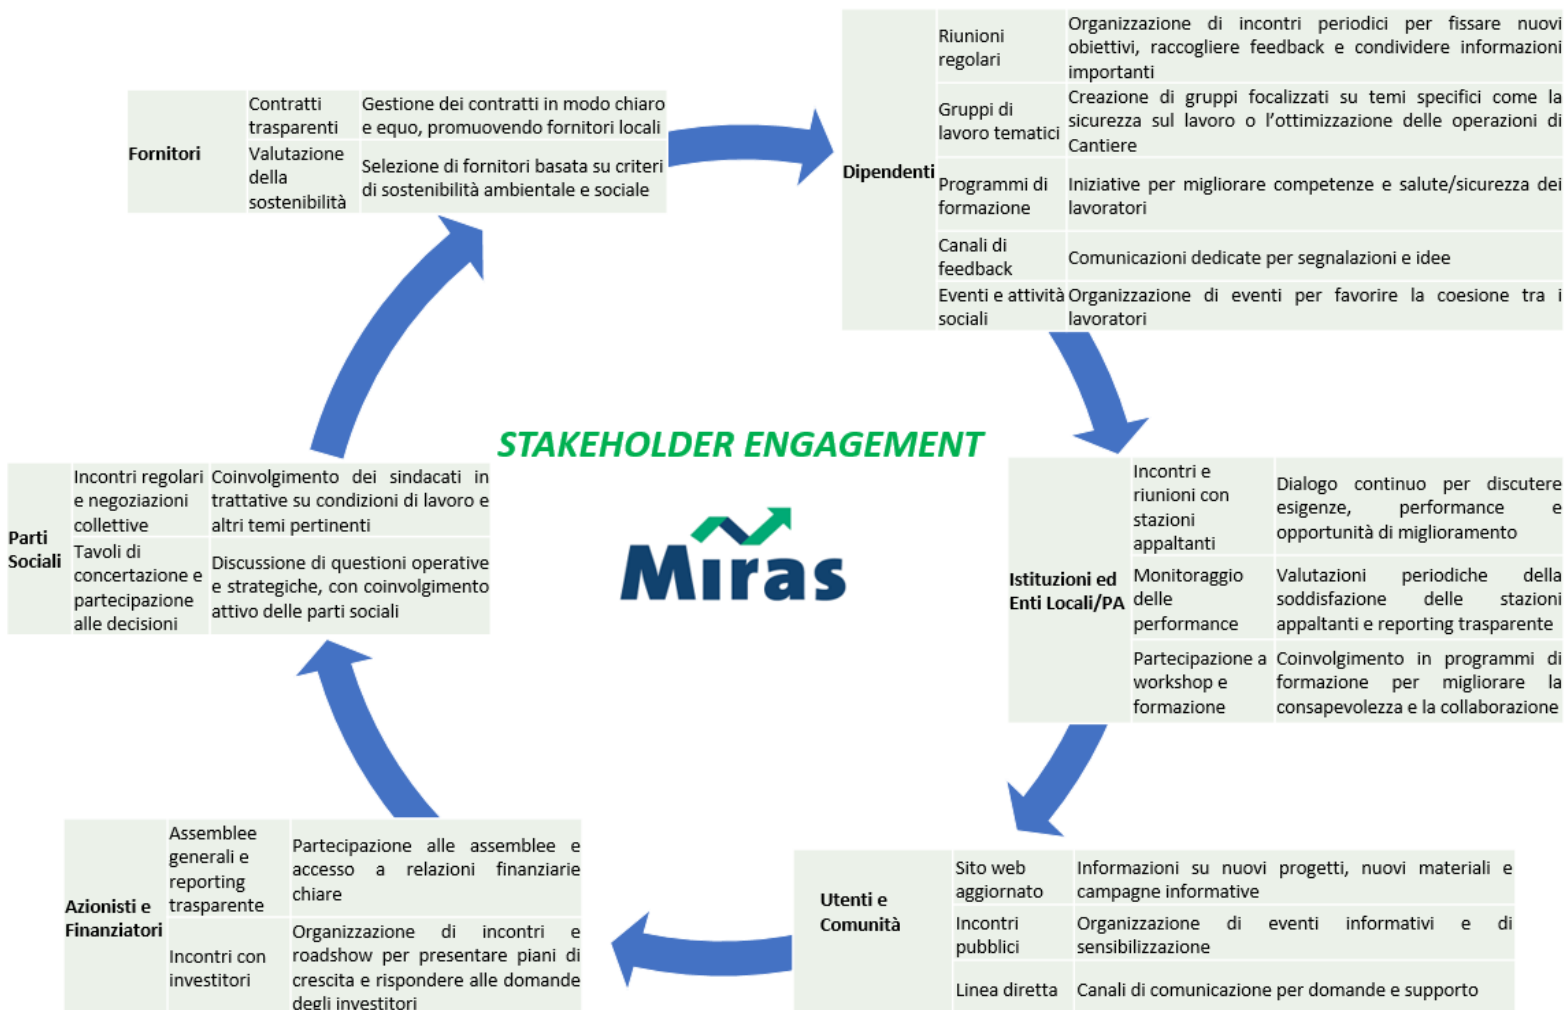 Fornitori
Contratti
trasparenti
Gestione dei contratti in modo chiaro
e equo, promuovendo fornitori locali
Valutazione
della
sostenibilità
Selezione di fornitori basata su criteri
di sostenibilità ambientale e sociale
Dipendenti
Riunioni
regolari
Organizzazione di incontri periodici per fissare nuovi
obiettivi, raccogliere feedback e condividere informazioni
importanti
Gruppi di
lavoro tematici
Creazione di gruppi focalizzati su temi specifici come la
sicurezza sul lavoro o l’ottimizzazione delle operazioni di
Cantiere
Programmi di
formazione
Iniziative per migliorare competenze e salute/sicurezza dei
lavoratori
Canali di
feedback
Comunicazioni dedicate per segnalazioni e idee
Eventi e attività
sociali
Organizzazione di eventi per favorire la coesione tra i
lavoratori
STAKEHOLDER ENGAGEMENT
Miras
Parti
Sociali
Incontri regolari
e negoziazioni
collettive
Coinvolgimento dei sindacati in
trattative su condizioni di lavoro e
altri temi pertinenti
Tavoli di
concertazione e
partecipazione
alle decisioni
Discussione di questioni operative
e strategiche, con coinvolgimento
attivo delle parti sociali
Istituzioni ed
Enti Locali/PA
Incontri e
riunioni con
stazioni
appaltanti
Dialogo continuo per discutere
esigenze, performance e
opportunità di miglioramento
Monitoraggio
delle
performance
Valutazioni periodiche della
soddisfazione delle stazioni
appaltanti e reporting trasparente
Partecipazione a
workshop e
formazione
Coinvolgimento in programmi di
formazione per migliorare la
consapevolezza e la collaborazione
Azionisti e
Finanziatori
Assemblee
generali e
reporting
trasparente
Partecipazione alle assemblee e
accesso a relazioni finanziarie
chiare
Incontri con
investitori
Organizzazione di incontri e
roadshow per presentare piani di
crescita e rispondere alle domande
degli investitori
Utenti e
Comunità
Sito web
aggiornato
Informazioni su nuovi progetti, nuovi materiali e
campagne informative
Incontri
pubblici
Organizzazione di eventi informativi e di
sensibilizzazione
Linea diretta
Canali di comunicazione per domande e supporto